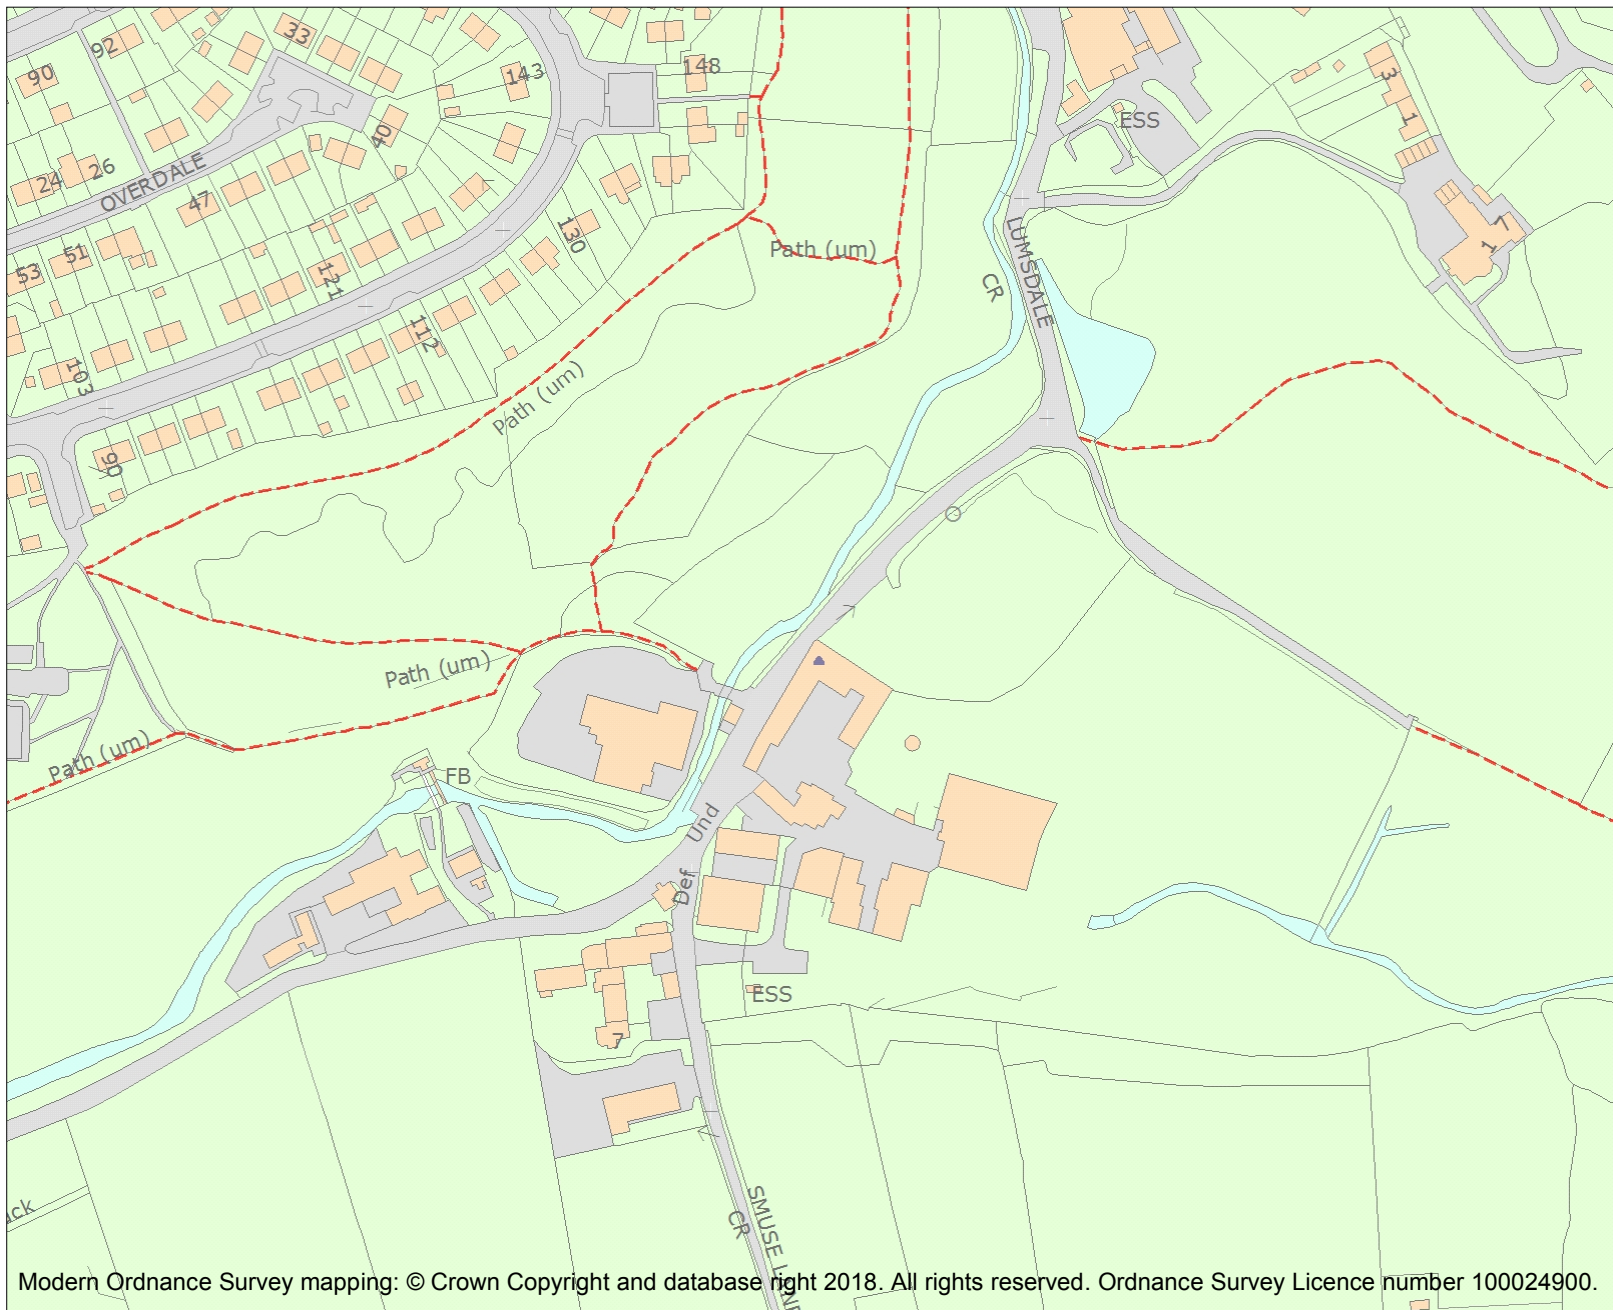 33
92
148
90
143
3
1
ESS
40
26
24
OVERDALE
47
130
LUMSDALE
1 7
Path (um)
51
53
121
CR
112
103
Path (um)
90
Path (um)
Path (um)
FB
Und
Def
ESS
7
CR
Modern Ordnance Survey mapping: © Crown Copyright and database right 2018. All rights reserved. Ordnance Survey Licence number 100024900.